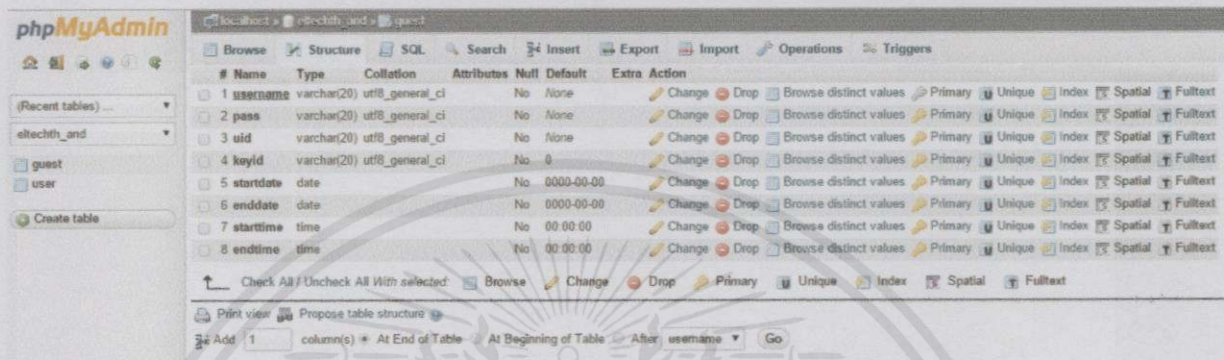 phpMyAdmin
localhost » eltechth_and » guest
Browse Structure SQL Search Insert Export Import Operations Triggers
(Recent tables) ...
eltechth_and
guest
user
Create table
# Name Type Collation Attributes Null Default Extra Action
1 username varchar(20) utf8_general_ci No None Change Drop Browse distinct values Primary Unique Index Spatial Fulltext
2 pass varchar(20) utf8_general_ci No None Change Drop Browse distinct values Primary Unique Index Spatial Fulltext
3 uid varchar(20) utf8_general_ci No None Change Drop Browse distinct values Primary Unique Index Spatial Fulltext
4 keyid varchar(20) utf8_general_ci No 0 Change Drop Browse distinct values Primary Unique Index Spatial Fulltext
5 startdate date No 0000-00-00 Change Drop Browse distinct values Primary Unique Index Spatial Fulltext
6 enddate date No 0000-00-00 Change Drop Browse distinct values Primary Unique Index Spatial Fulltext
7 starttime time No 00:00:00 Change Drop Browse distinct values Primary Unique Index Spatial Fulltext
8 endtime time No 00:00:00 Change Drop Browse distinct values Primary Unique Index Spatial Fulltext
Check All / Uncheck All With selected: Browse Change Drop Primary Unique Index Spatial Fulltext
Print view Propose table structure
Add 1 column(s) At End of Table At Beginning of Table After username Go